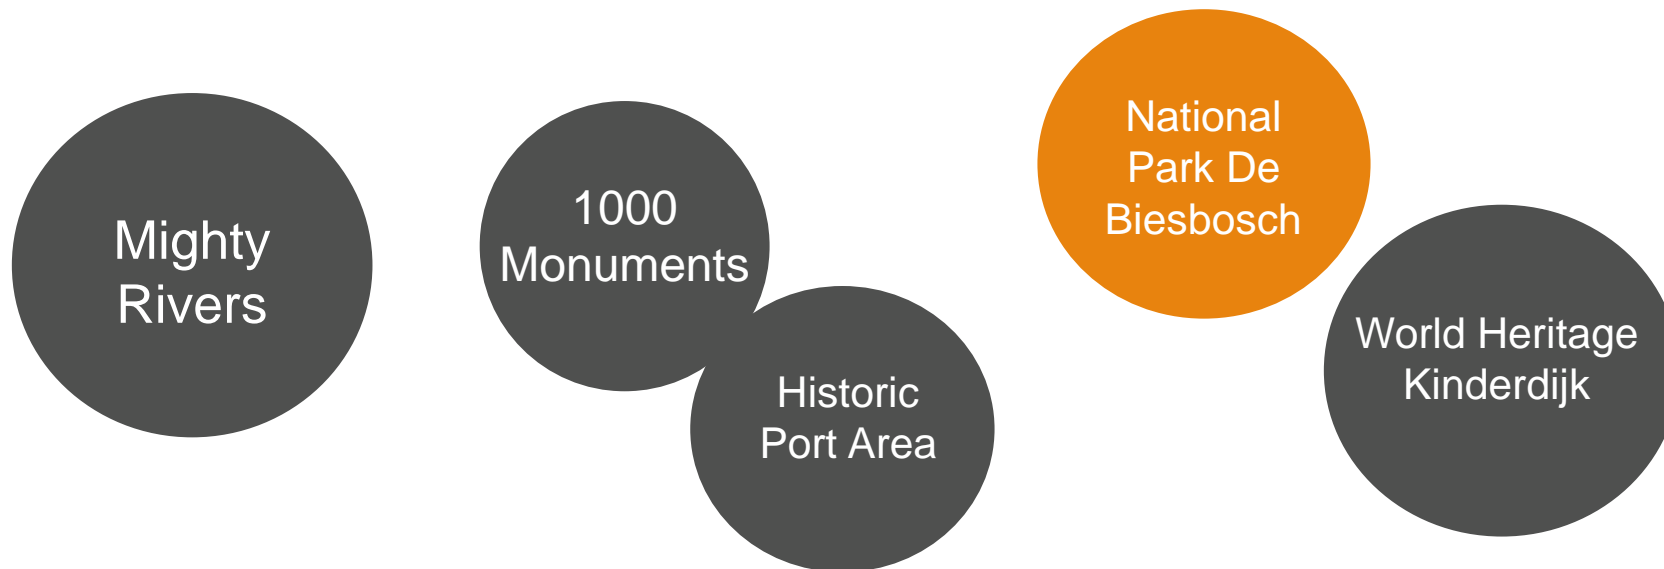 Mighty
Rivers
1000
Monuments
Historic
Port Area
National
Park De
Biesbosch
World Heritage
Kinderdijk